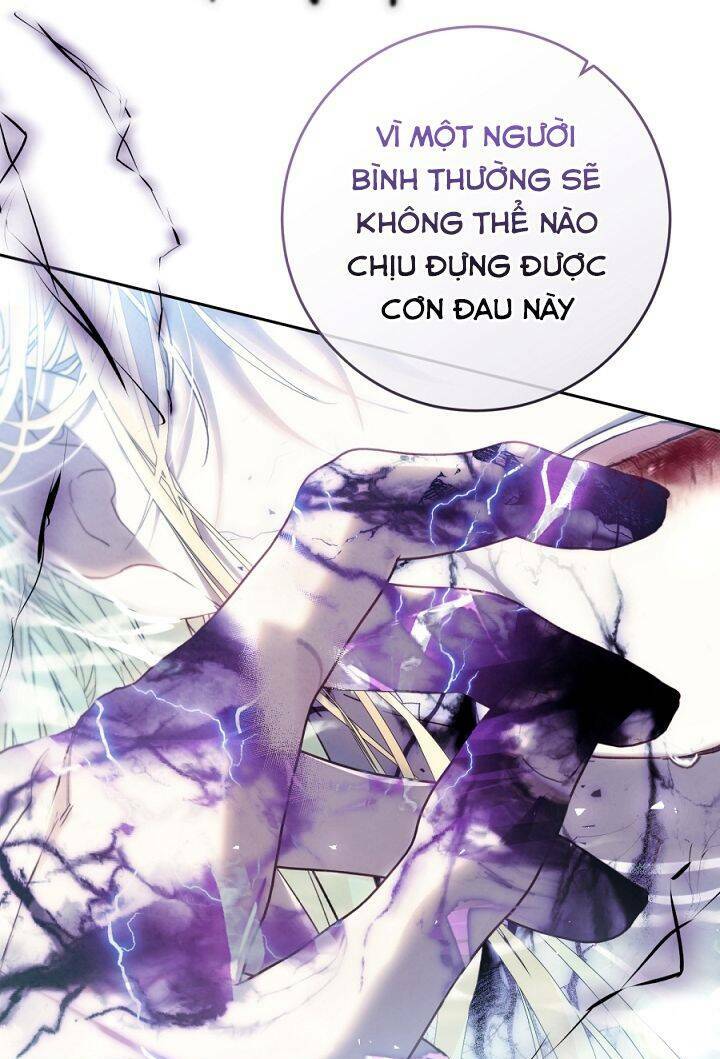 VÌ MỘT NGƯỜI
BÌNH THƯỜNG SẼ
KHÔNG THỂ NÀO
CHỊU ĐỰNG ĐƯỢC
CƠN ĐAU NÀY